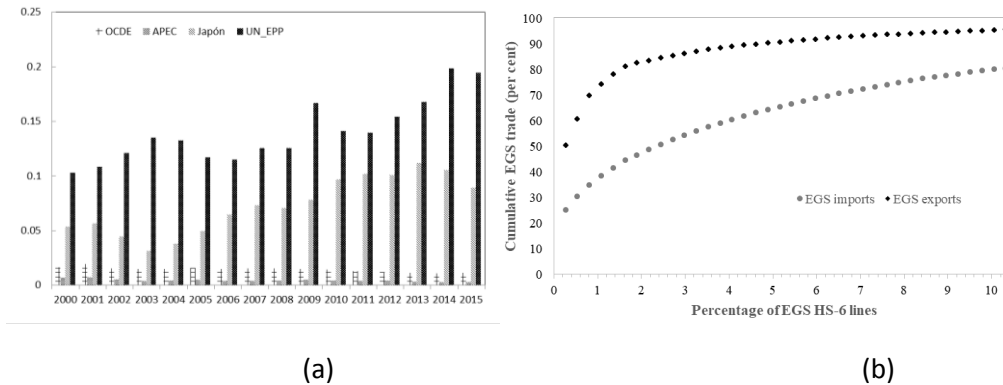 0.25
OCDE APEC Japón UN_EPP
0.2
0.15
0.1
0.05
0
2000 2001 2002 2003 2004 2005 2006 2007 2008 2009 2010 2011 2012 2013 2014 2015
(a)
Cumulative EGS trade (per cent)
100
90
80
70
60
50
40
30
20
10
0
EGS imports EGS exports
0 1 2 3 4 5 6 7 8 9 10
Percentage of EGS HS-6 lines
(b)